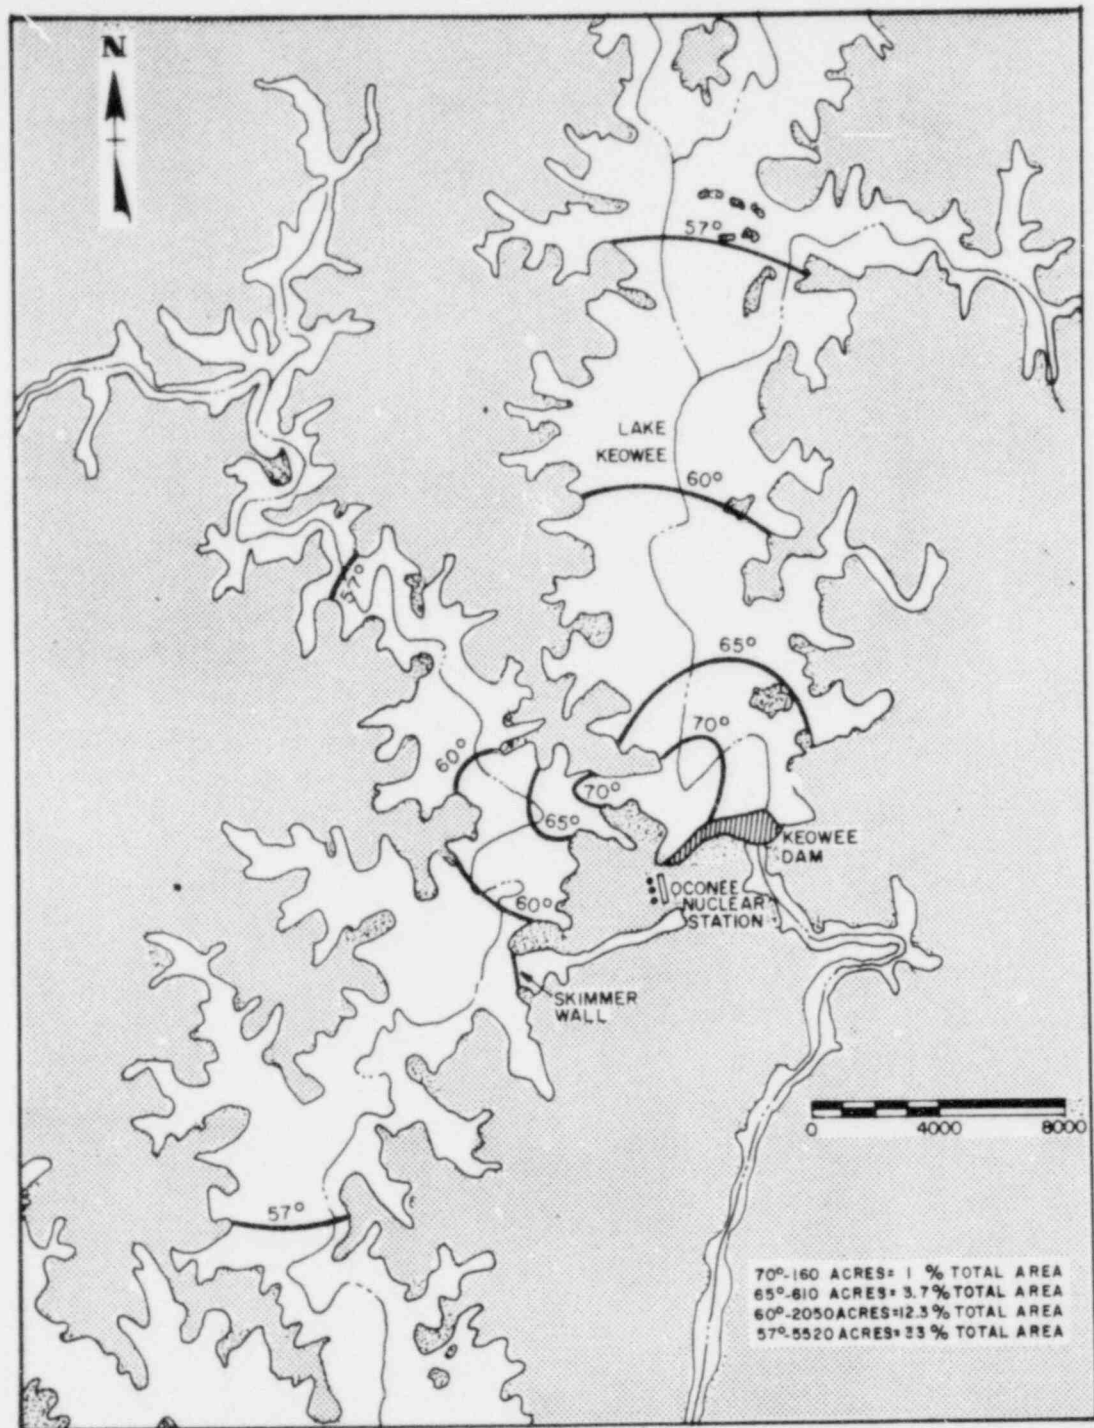 N
57°
LAKE
KEOWEE
60°
57°
65°
70°
60°
70°
65°
KEOWEE
DAM
OCONEE
NUCLEAR
STATION
60°
SKIMMER
WALL
0 4000 8000
57°
70°-160 ACRES= 1 % TOTAL AREA
65°-610 ACRES= 3.7% TOTAL AREA
60°-2050 ACRES=12.3% TOTAL AREA
57°-5520 ACRES= 33 % TOTAL AREA